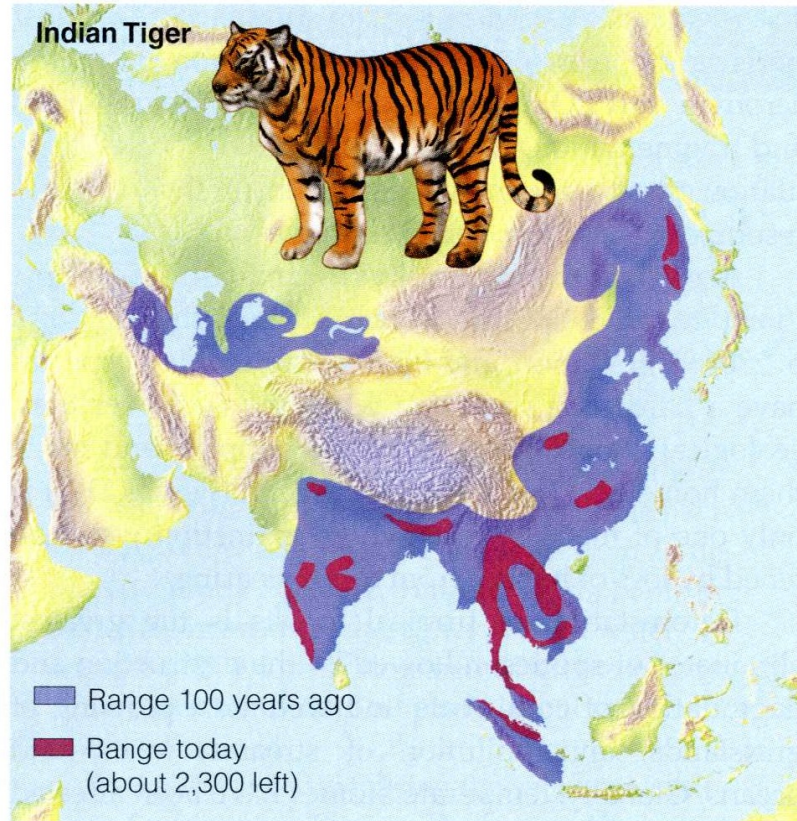 Indian Tiger
Range 100 years ago
Range today
(about 2,300 left)